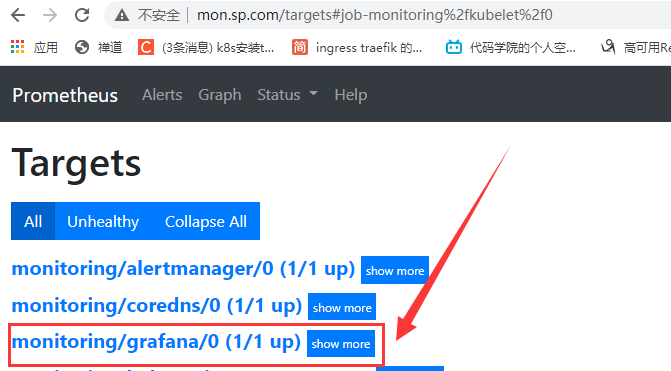 不安全 | mon.sp.com/targets#job-monitoring%2fkubelet%2f0
应用 禅道 (3条消息) k8s安装t... ingress traefik 的... 代码学院的个人空... 高可用Re
Prometheus Alerts Graph Status Help
Targets
All Unhealthy Collapse All
monitoring/alertmanager/0 (1/1 up) show more
monitoring/coredns/0 (1/1 up) show more
monitoring/grafana/0 (1/1 up) show more